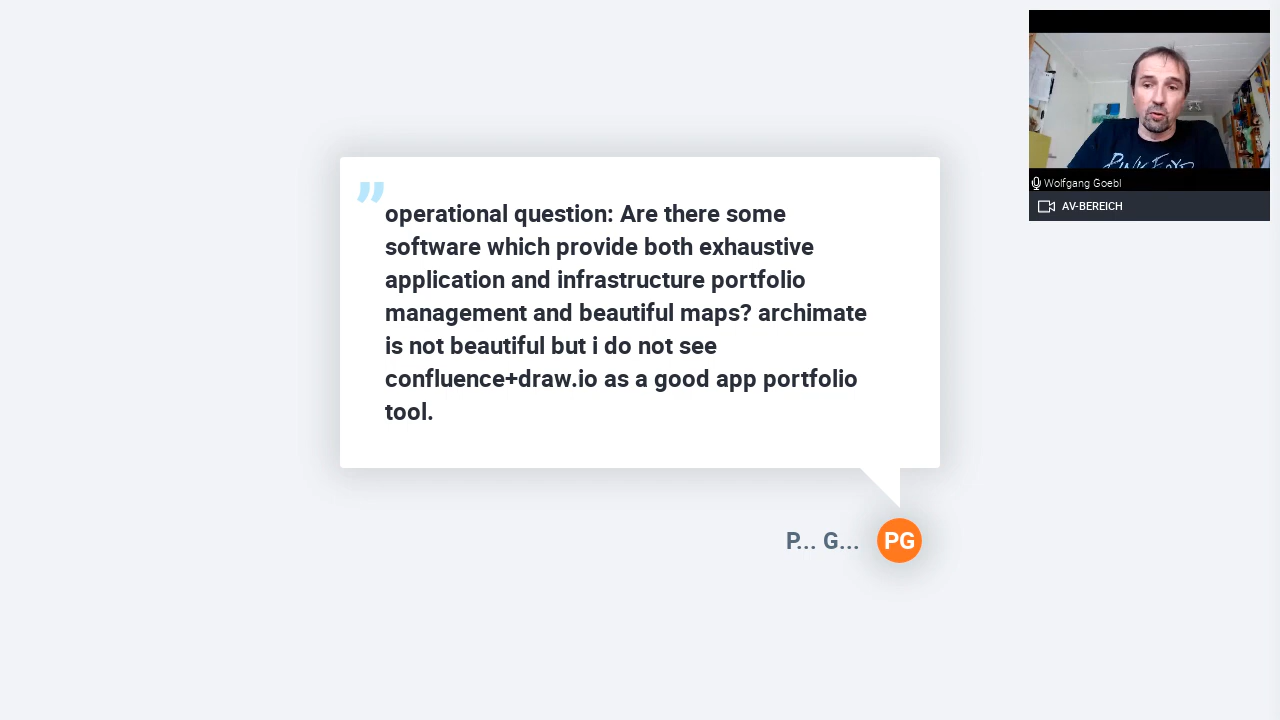 operational question: Are there some
software which provide both exhaustive
application and infrastructure portfolio
management and beautiful maps? archimate
is not beautiful but i do not see
confluence+draw.io as a good app portfolio
tool.
P... G...
PG
PINK FLOYD
Wolfgang Goebl
AV-BEREICH